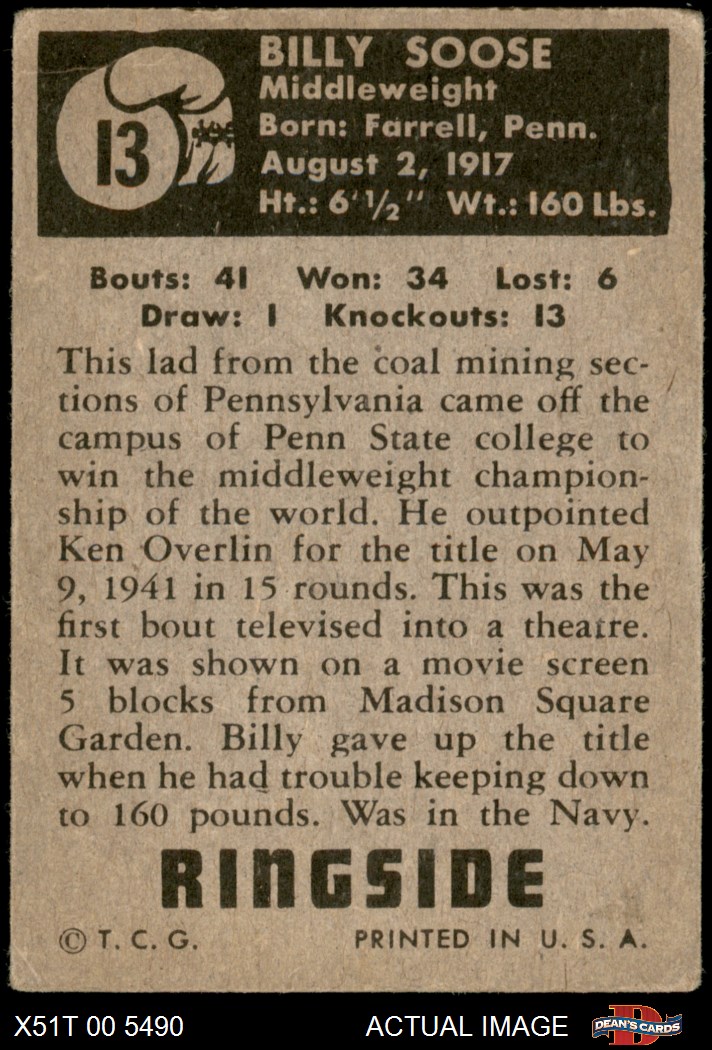 13
BILLY SOOSE
Middleweight
Born: Farrell, Penn.
August 2, 1917
Ht.: 6' 1/2" Wt.: 160 Lbs.
Bouts: 41 Won: 34 Lost: 6
Draw: 1 Knockouts: 13
This lad from the coal mining sec-
tions of Pennsylvania came off the
campus of Penn State college to
win the middleweight champion-
ship of the world. He outpointed
Ken Overlin for the title on May
9, 1941 in 15 rounds. This was the
first bout televised into a theatre.
It was shown on a movie screen
5 blocks from Madison Square
Garden. Billy gave up the title
when he had trouble keeping down
to 160 pounds. Was in the Navy.
RINGSIDE
© T. C. G. PRINTED IN U. S. A.
X51T 00 5490 ACTUAL IMAGE D DEAN'S CARDS